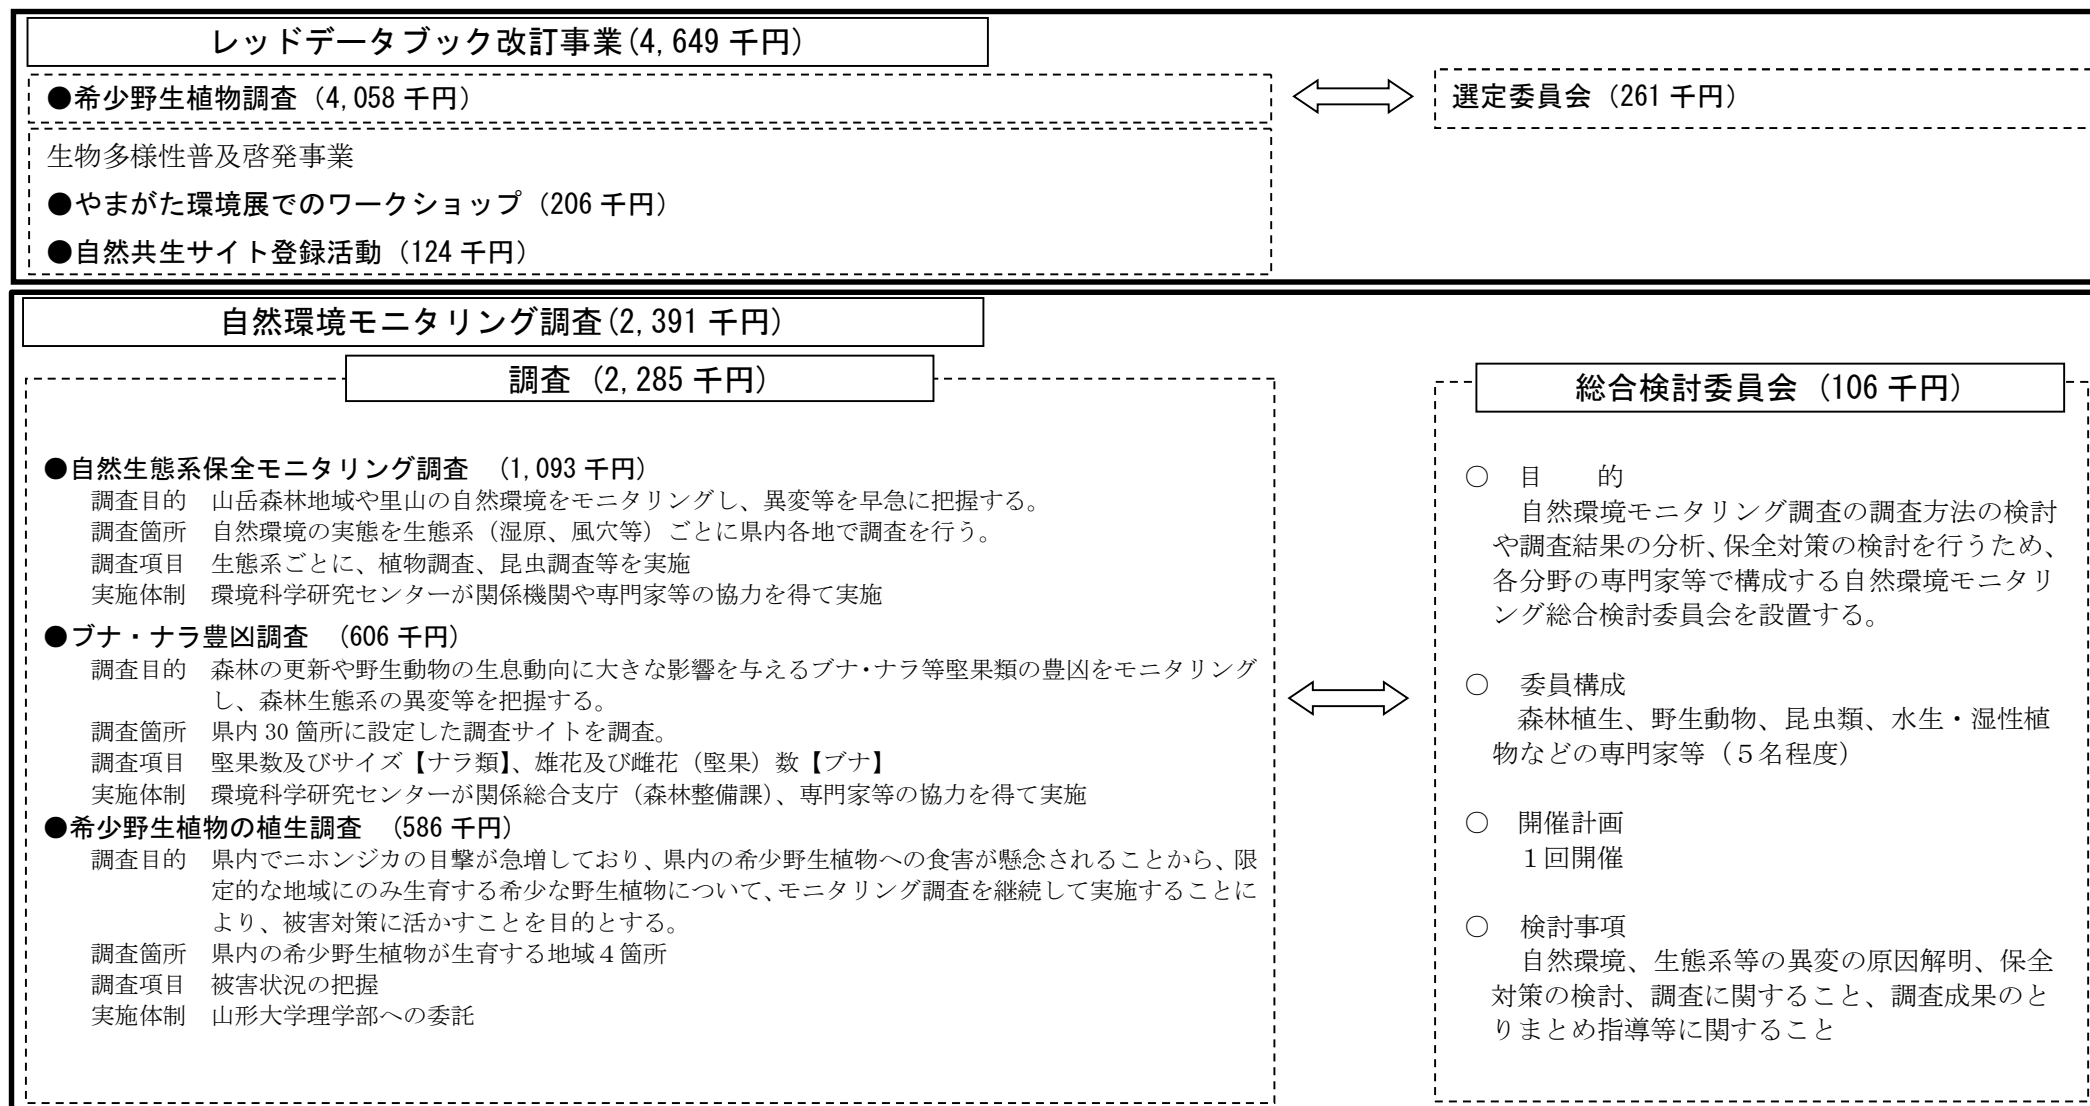 レッドデータブック改訂事業(4,649 千円)
●希少野生植物調査（4,058 千円）
選定委員会（261 千円）
生物多様性普及啓発事業
●やまがた環境展でのワークショップ（206 千円）
●自然共生サイト登録活動（124 千円）
自然環境モニタリング調査(2,391 千円)
調査（2,285 千円）
●自然生態系保全モニタリング調査　（1,093 千円）
調査目的　山岳森林地域や里山の自然環境をモニタリングし、異変等を早急に把握する。
調査箇所　自然環境の実態を生態系（湿原、風穴等）ごとに県内各地で調査を行う。
調査項目　生態系ごとに、植物調査、昆虫調査等を実施
実施体制　環境科学研究センターが関係機関や専門家等の協力を得て実施
●ブナ・ナラ豊凶調査　（606 千円）
調査目的　森林の更新や野生動物の生息動向に大きな影響を与えるブナ・ナラ等堅果類の豊凶をモニタリング
し、森林生態系の異変等を把握する。
調査箇所　県内 30 箇所に設定した調査サイトを調査。
調査項目　堅果数及びサイズ【ナラ類】、雄花及び雌花（堅果）数【ブナ】
実施体制　環境科学研究センターが関係総合支庁（森林整備課）、専門家等の協力を得て実施
●希少野生植物の植生調査　（586 千円）
調査目的　県内でニホンジカの目撃が急増しており、県内の希少野生植物への食害が懸念されることから、限
定的な地域にのみ生育する希少な野生植物について、モニタリング調査を継続して実施することに
より、被害対策に活かすことを目的とする。
調査箇所　県内の希少野生植物が生育する地域４箇所
調査項目　被害状況の把握
実施体制　山形大学理学部への委託
総合検討委員会（106 千円）
○　目　　的
自然環境モニタリング調査の調査方法の検討
や調査結果の分析、保全対策の検討を行うため、
各分野の専門家等で構成する自然環境モニタリ
ング総合検討委員会を設置する。
○　委員構成
森林植生、野生動物、昆虫類、水生・湿性植
物などの専門家等（５名程度）
○　開催計画
１回開催
○　検討事項
自然環境、生態系等の異変の原因解明、保全
対策の検討、調査に関すること、調査成果のと
りまとめ指導等に関すること